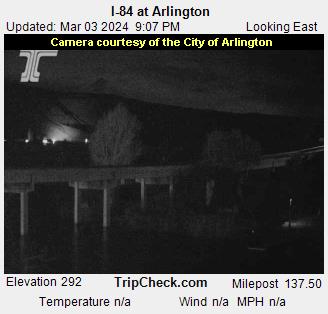 I-84 at Arlington
Updated: Mar 03 2024 9:07 PM Looking East
Camera courtesy of the City of Arlington
Elevation 292 TripCheck.com Milepost 137.50
Temperature n/a Wind n/a MPH n/a